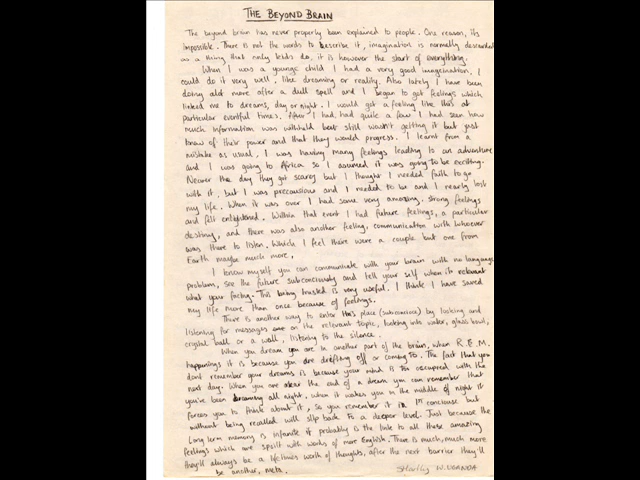 THE BEYOND BRAIN
The beyond brain has never properly been explained to people. One reason, its
impossible. There is not the words to describe it, imagination is normally described
as a thing that only kids do, it is however the start of everything.
When I was a younger child I had a very good imagination, I
could do it very well, like dreaming or reality. Also lately I have been
doing alot more after a dull spell and I began to get feelings which
linked me to dreams, day or night. I would get a feeling like this at
particular eventful times. After I had had quite a few I had seen how
much information was withheld but still wasn't getting it but just
know of their power and that they would progress. I learnt from a
mistake as usual, I was having many feelings leading to an adventure
and I was going to Africa so I assumed it was going to be exciting.
Nearer the day they got scarey but I thought I needed faith to go
with it, but I was precautious and I needed to be and I nearly lost
my life. When it was over I had some very amazing, strong feelings
and felt enlightened. Within that event I had future feelings, a particular
destiny, and there was also another feeling, communication with whoever
was there to listen. Which I feel there were a couple but one from
Earth maybe much more,
I know myself you can communicate with your brain with no language
problems, see the future subconciously and tell your self when its relevant
what your facing. This being trusted is very useful. I think I have saved
my life more than once because of feelings.
There is another way to enter this place (subconcious) by looking and
listening for messages on the relevant topic, looking into water, glass bowl,
crystal ball or a wall, listening to the silence.
When you dream you are in another part of the brain, when R.E.M.
happenings it is because you are drifting off or coming to. The fact that you
dont remember your dreams is because your mind is too occupied with the
next day. When you are near the end of a dream you can remember that
you've been dreaming all night, when it wakes you in the middle of night it
forces you to think about it, so you remember it in 1st conciouse but
without being recalled will slip back to a deeper level. Just because the
Long term memory is infanite it probably is the link to all those amazing
feelings which are spoilt with words of mere English. There is much, much more
they'll always be a lifetimes worth of thoughts, after the next barrier they'll
be another, meta.